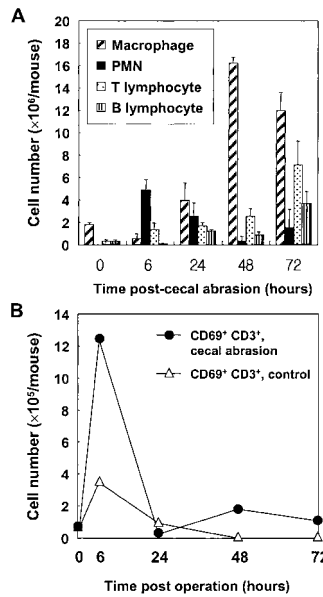 A
Macrophage
PMN
T lymphocyte
B lymphocyte
Cell number (×10⁶/mouse)
18
16
14
12
10
8
6
4
2
0
0 6 24 48 72
Time post-cecal abrasion (hours)
B
CD69⁺ CD3⁺,
cecal abrasion
CD69⁺ CD3⁺, control
Cell number (×10⁵/mouse)
14
12
10
8
6
4
2
0
0 6 24 48 72
Time post operation (hours)